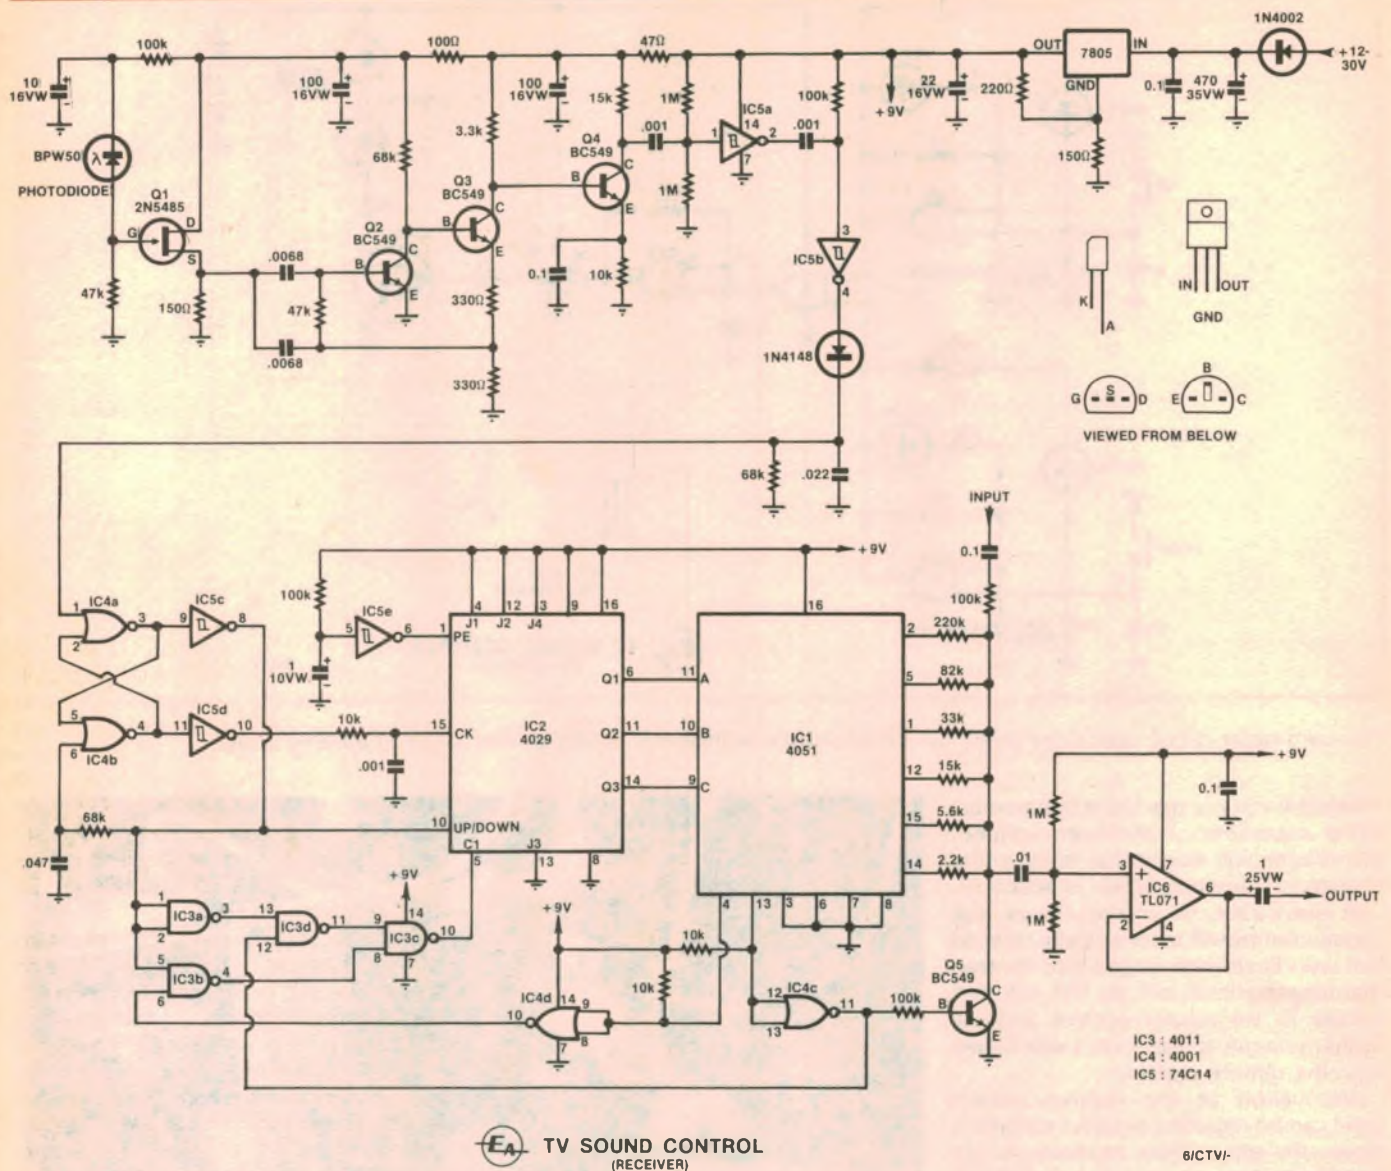 100k
100Ω
47Ω
OUT
7805
IN
GND
1N4002
+12-
30V
10
16VW
+
-
100
16VW
+
-
100
16VW
+
-
15k
1M
IC5a
14
1
2
7
100k
+9V
22
16VW
+
-
220Ω
0.1
470
35VW
+
-
BPW50
λ
PHOTODIODE
68k
3.3k
Q4
BC549
.001
.001
150Ω
Q1
2N5485
D
G
S
Q3
BC549
B
C
E
B
C
E
1M
Q2
BC549
B
C
E
.0068
47k
47k
150Ω
.0068
330Ω
330Ω
0.1
10k
3
IC5b
4
1N4148
K
A
IN
OUT
GND
B
G
S
D
E
C
VIEWED FROM BELOW
68k
.022
INPUT
0.1
+9V
100k
100k
IC5e
5
6
1
10VW
+
-
4
12
3
9
16
J1
J2
J4
1
PE
16
IC4a
1
2
3
9
IC5c
8
2
220k
Q1
6
11
A
5
82k
5
6
4
IC4b
11
IC5d
10
10k
15
CK
.001
IC2
4029
Q2
11
10
B
IC1
4051
1
33k
12
15k
Q3
14
9
C
+9V
0.1
68k
10
UP/DOWN
C1
5
J3
13
8
15
5.6k
1M
.047
14
2.2k
.01
3
+
7
IC6
TL071
6
2
−
4
1
25VW
+
-
OUTPUT
1M
+9V
1
2
IC3a
3
13
12
IC3d
11
9
8
14
IC3c
10
7
+9V
4
13
3
6
7
8
5
6
IC3b
4
10k
10k
Q5
BC549
B
C
E
IC4d
14
9
10
8
7
IC4c
12
13
11
100k
IC3 : 4011
IC4 : 4001
IC5 : 74C14
EA
TV SOUND CONTROL
(RECEIVER)
6/CTV/-